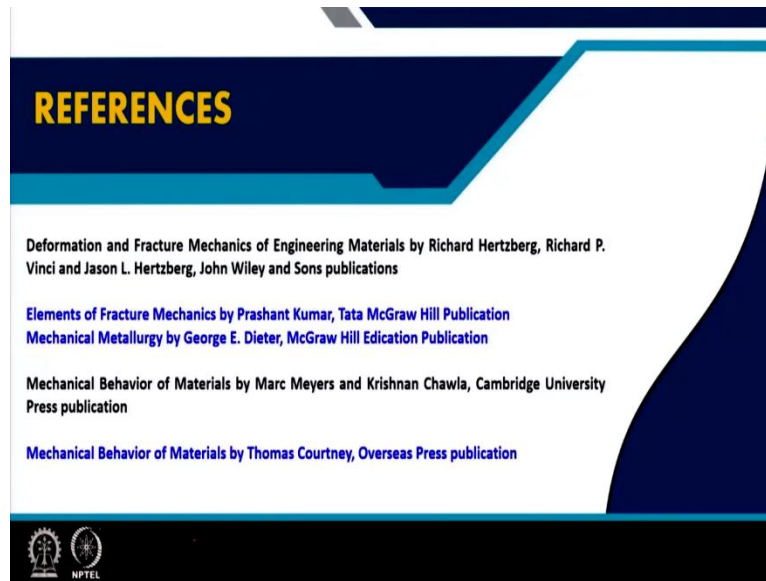 REFERENCES
Deformation and Fracture Mechanics of Engineering Materials by Richard Hertzberg, Richard P.
Vinci and Jason L. Hertzberg, John Wiley and Sons publications
Elements of Fracture Mechanics by Prashant Kumar, Tata McGraw Hill Publication
Mechanical Metallurgy by George E. Dieter, McGraw Hill Edication Publication
Mechanical Behavior of Materials by Marc Meyers and Krishnan Chawla, Cambridge University
Press publication
Mechanical Behavior of Materials by Thomas Courtney, Overseas Press publication
NPTEL